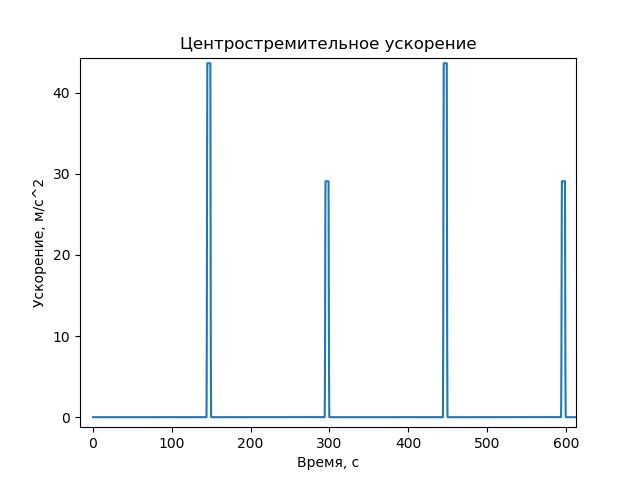 Центростремительное ускорение
Ускорение, м/с^2
40
30
20
10
0
0 100 200 300 400 500 600
Время, с